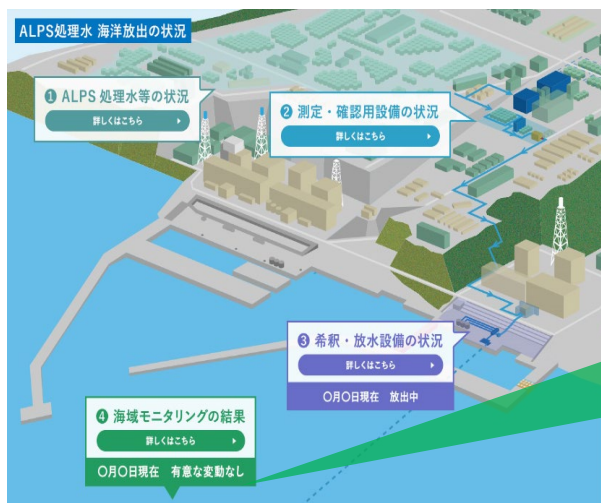 ALPS処理水 海洋放出の状況
❶ ALPS 処理水等の状況
詳しくはこちら
❷ 測定・確認用設備の状況
詳しくはこちら
❸ 希釈・放水設備の状況
詳しくはこちら
〇月〇日現在 放出中
❹ 海域モニタリングの結果
詳しくはこちら
〇月〇日現在 有意な変動なし